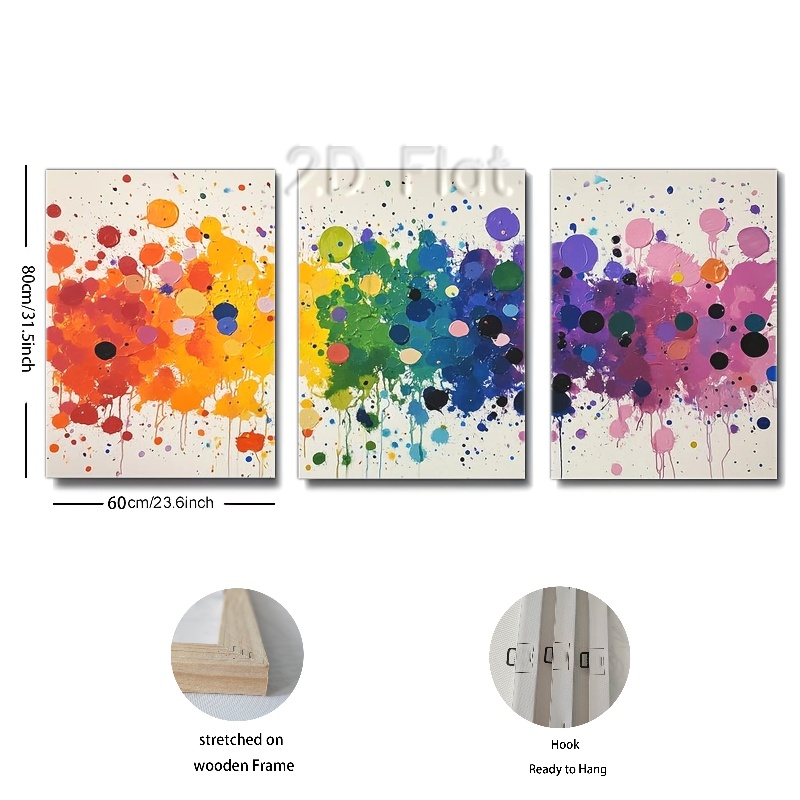 2D Flat
80cm/31.5inch
60cm/23.6inch
stretched on
wooden Frame
Hook
Ready to Hang